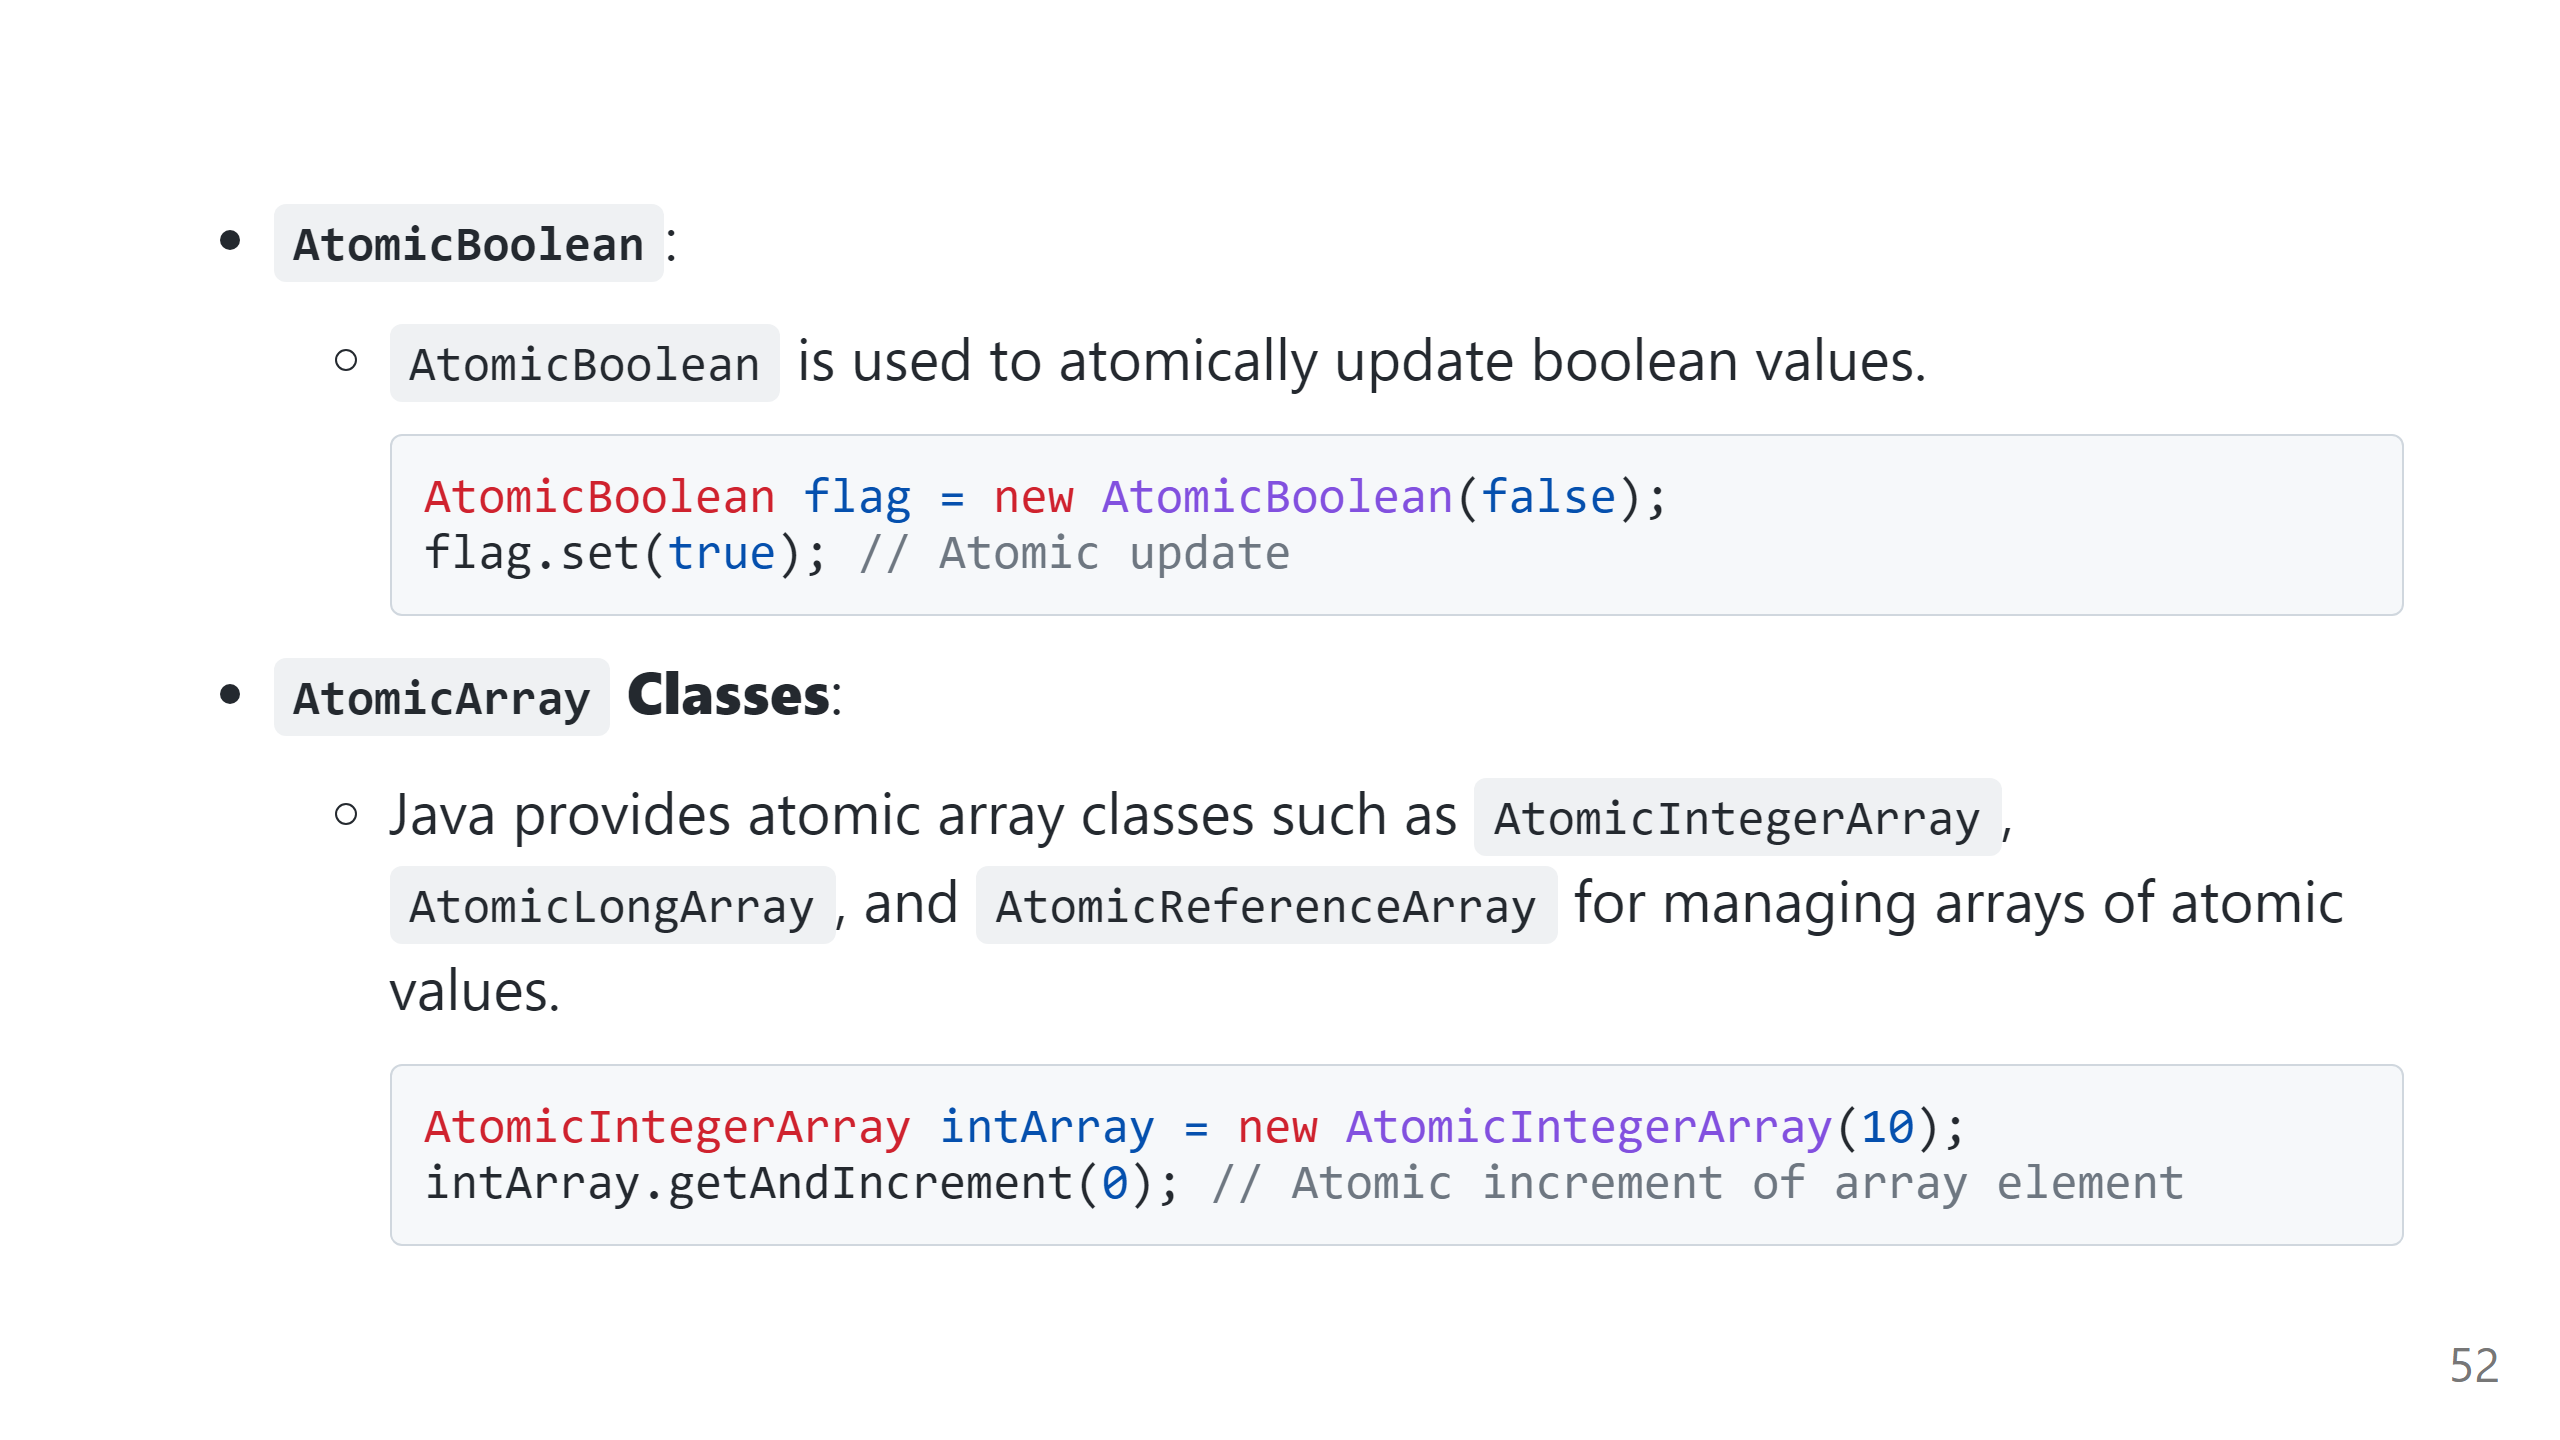 • AtomicBoolean:
○ AtomicBoolean is used to atomically update boolean values.
AtomicBoolean flag = new AtomicBoolean(false);
flag.set(true); // Atomic update
• AtomicArray Classes:
○ Java provides atomic array classes such as AtomicIntegerArray,
AtomicLongArray, and AtomicReferenceArray for managing arrays of atomic
values.
AtomicIntegerArray intArray = new AtomicIntegerArray(10);
intArray.getAndIncrement(0); // Atomic increment of array element
52